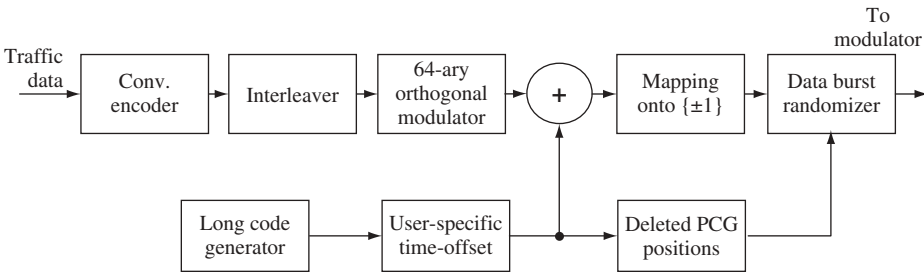 To
modulator
Traffic
data
Conv.
encoder
Interleaver
64-ary
orthogonal
modulator
+
Mapping
onto {±1}
Data burst
randomizer
Long code
generator
User-specific
time-offset
Deleted PCG
positions